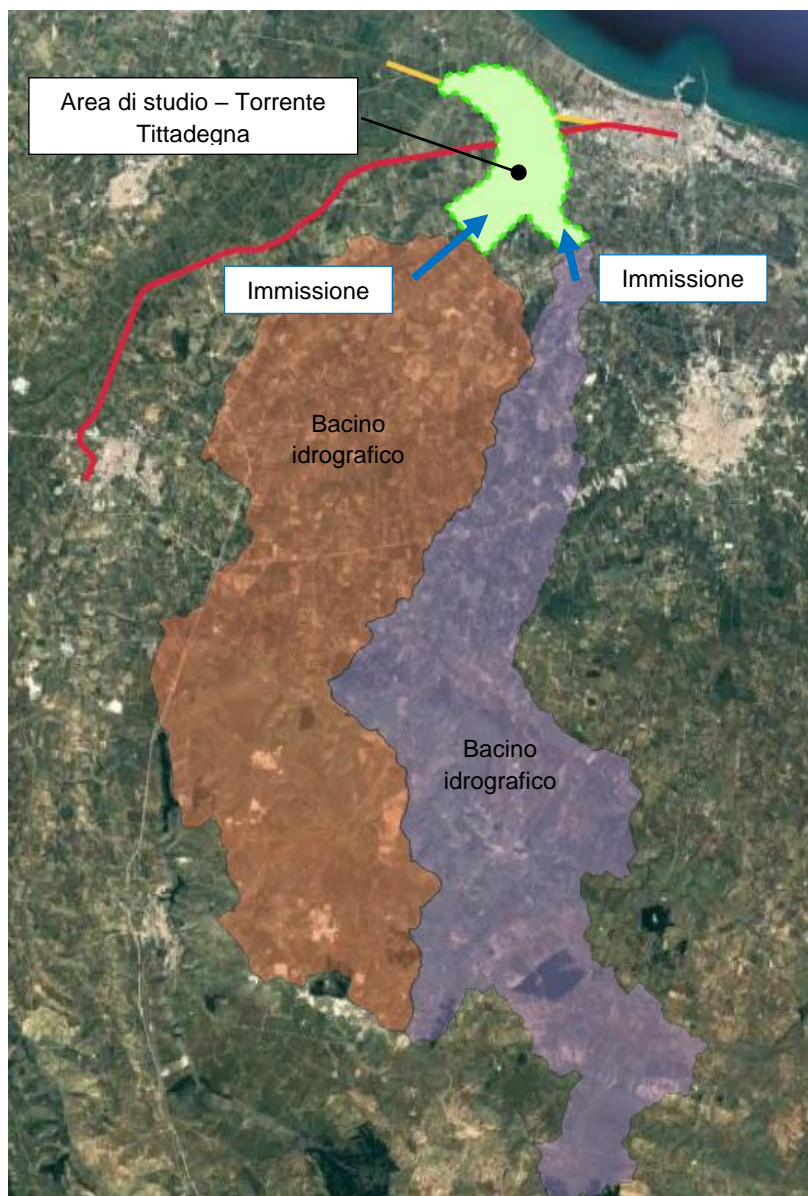 Area di studio – Torrente
Tittadegna
Immissione
Immissione
Bacino
idrografico
Bacino
idrografico